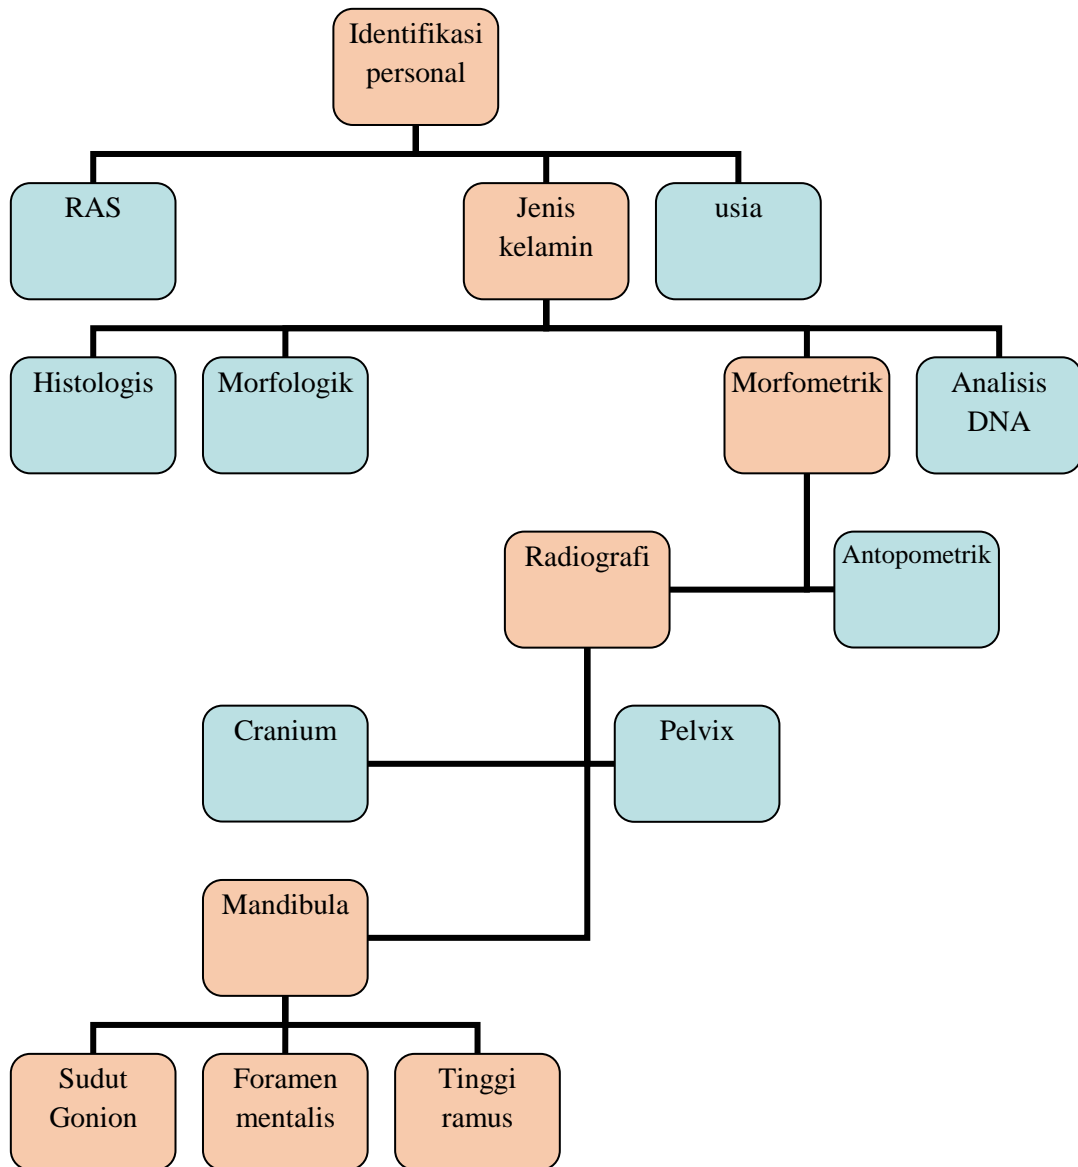 Identifikasi
personal
RAS
Jenis
kelamin
usia
Histologis
Morfologik
Morfometrik
Analisis
DNA
Radiografi
Antopometrik
Cranium
Pelvix
Mandibula
Sudut
Gonion
Foramen
mentalis
Tinggi
ramus